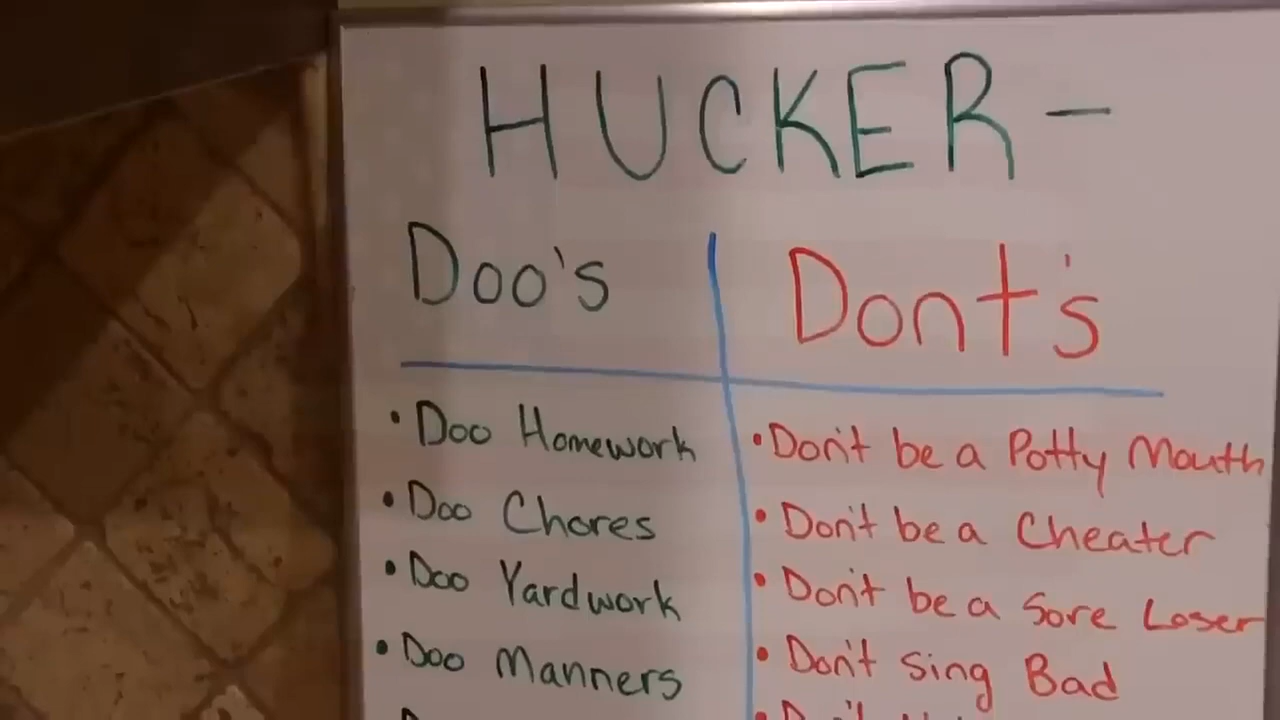 HUCKER -
Doo's
Dont's
• Doo Homework
• Doo Chores
• Doo Yardwork
• Doo Manners
• Don't be a Potty Mouth
• Don't be a Cheater
• Don't be a Sore Loser
• Don't Sing Bad